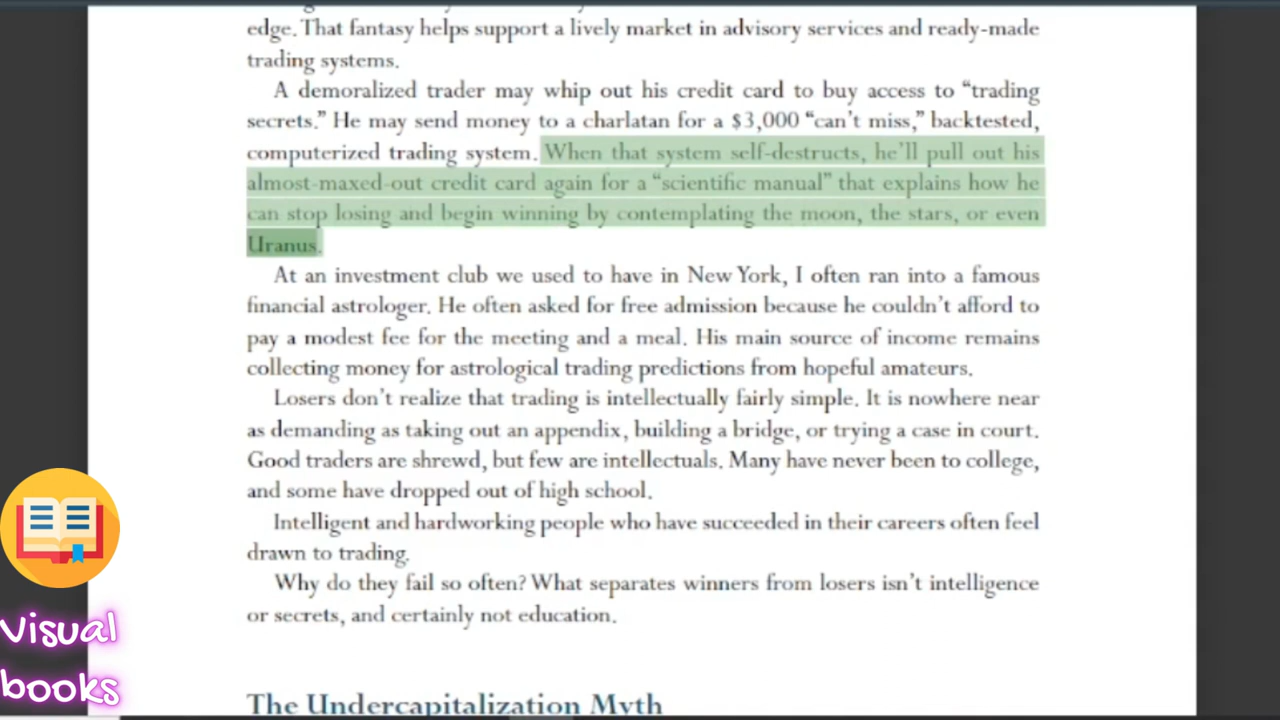 edge. That fantasy helps support a lively market in advisory services and ready-made
trading systems.
A demoralized trader may whip out his credit card to buy access to “trading
secrets.” He may send money to a charlatan for a $3,000 “can’t miss,” backtested,
computerized trading system. When that system self-destructs, he’ll pull out his
almost-maxed-out credit card again for a “scientific manual” that explains how he
can stop losing and begin winning by contemplating the moon, the stars, or even
Uranus.
At an investment club we used to have in New York, I often ran into a famous
financial astrologer. He often asked for free admission because he couldn’t afford to
pay a modest fee for the meeting and a meal. His main source of income remains
collecting money for astrological trading predictions from hopeful amateurs.
Losers don’t realize that trading is intellectually fairly simple. It is nowhere near
as demanding as taking out an appendix, building a bridge, or trying a case in court.
Good traders are shrewd, but few are intellectuals. Many have never been to college,
and some have dropped out of high school.
Intelligent and hardworking people who have succeeded in their careers often feel
drawn to trading.
Why do they fail so often? What separates winners from losers isn’t intelligence
or secrets, and certainly not education.
The Undercapitalization Myth
Visual
books